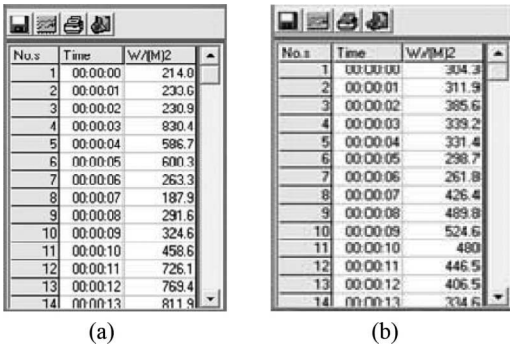 No.s Time W/(M)2
1 00:00:00 214.0
2 00:00:01 233.6
3 00:00:02 230.9
4 00:00:03 830.4
5 00:00:04 586.7
6 00:00:05 600.3
7 00:00:06 263.3
8 00:00:07 187.9
9 00:00:08 291.6
10 00:00:09 324.6
11 00:00:10 458.6
12 00:00:11 726.1
13 00:00:12 769.4
14 00:00:13 811.9
(a)
No.s Time W/(M)2
1 00:00:00 304.3
2 00:00:01 311.9
3 00:00:02 385.6
4 00:00:03 339.2
5 00:00:04 331.4
6 00:00:05 298.7
7 00:00:06 261.8
8 00:00:07 426.4
9 00:00:08 489.8
10 00:00:09 524.6
11 00:00:10 480
12 00:00:11 446.5
13 00:00:12 406.5
14 00:00:13 334.6
(b)